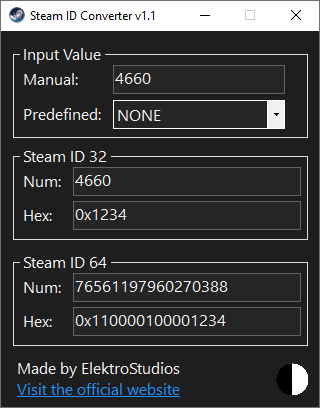 Steam ID Converter v1.1
Input Value
Manual: 4660
Predefined: NONE
Steam ID 32
Num: 4660
Hex: 0x1234
Steam ID 64
Num: 76561197960270388
Hex: 0x110000100001234
Made by ElektroStudios
Visit the official website